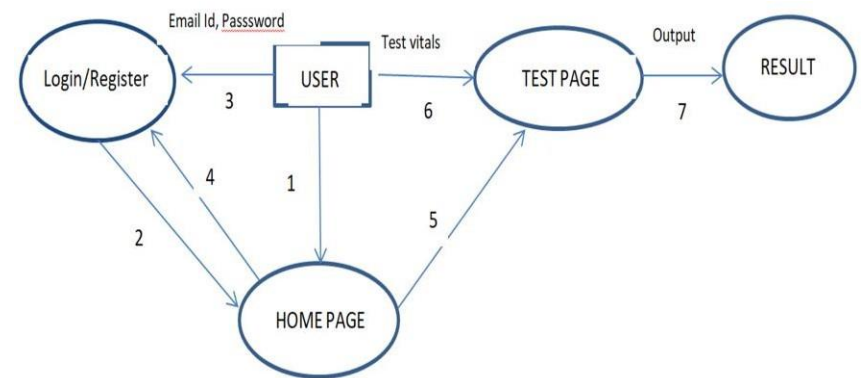 Email Id, Passsword
Test vitals
Output
Login/Register
USER
TEST PAGE
RESULT
3
6
7
4
1
5
2
HOME PAGE